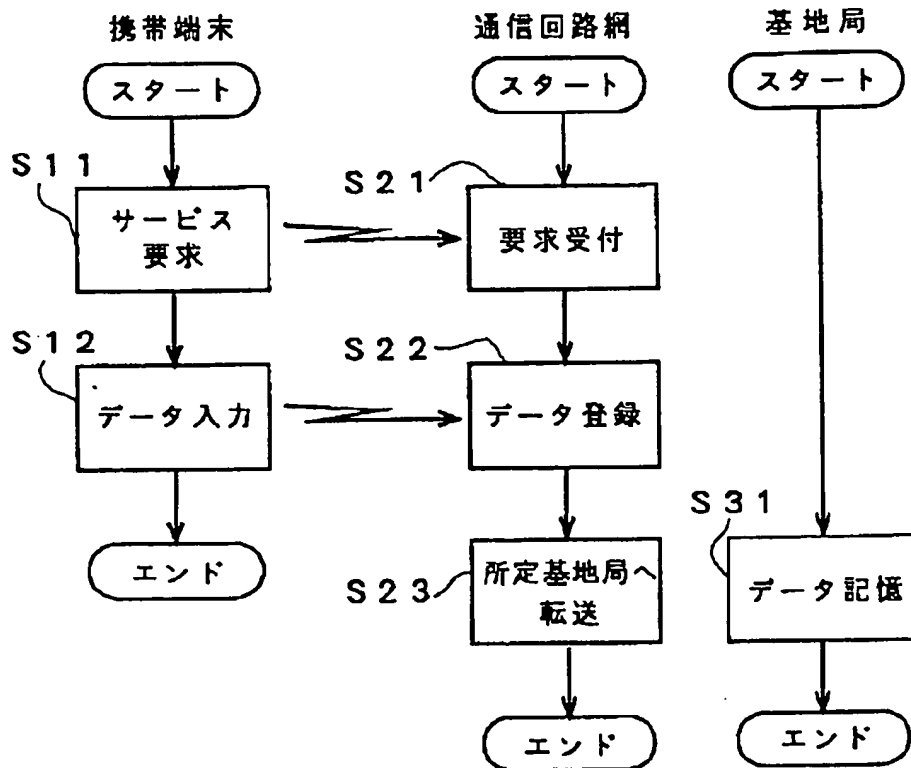 携帯端末
通信回路網
基地局
スタート
スタート
スタート
S11
サービス
要求
S21
要求受付
S12
データ入力
S22
データ登録
S31
S23
所定基地局へ
転送
データ記憶
エンド
エンド
エンド